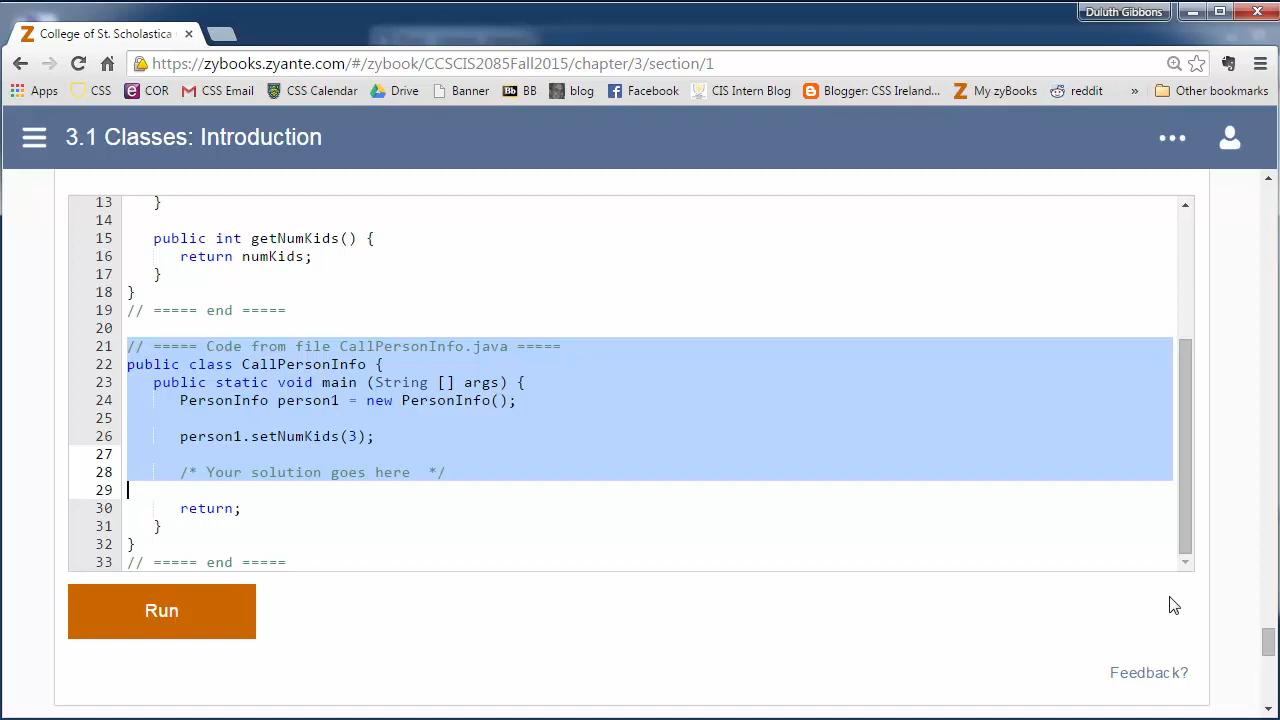 Duluth Gibbons
College of St. Scholastica
https://zybooks.zyante.com/#/zybook/CCSCIS2085Fall2015/chapter/3/section/1
Apps CSS COR CSS Email CSS Calendar Drive Banner Bb BB blog Facebook CIS Intern Blog Blogger: CSS Ireland... My zyBooks reddit » Other bookmarks
3.1 Classes: Introduction
13 }
14
15 public int getNumKids() {
16 return numKids;
17 }
18 }
19 // ===== end =====
20
21 // ===== Code from file CallPersonInfo.java =====
22 public class CallPersonInfo {
23 public static void main (String [] args) {
24 PersonInfo person1 = new PersonInfo();
25
26 person1.setNumKids(3);
27
28 /* Your solution goes here */
29
30 return;
31 }
32 }
33 // ===== end =====
Run
Feedback?